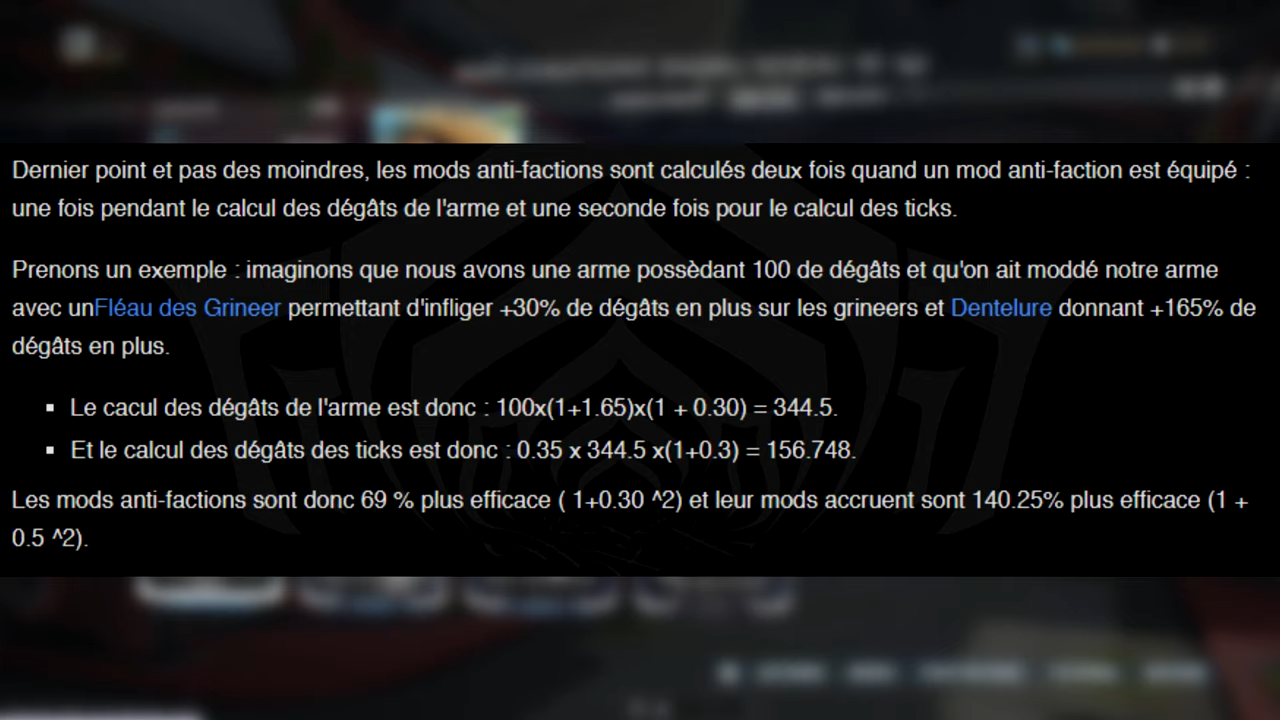 Dernier point et pas des moindres, les mods anti-factions sont calculés deux fois quand un mod anti-faction est équipé :
une fois pendant le calcul des dégâts de l'arme et une seconde fois pour le calcul des ticks.
Prenons un exemple : imaginons que nous avons une arme possèdant 100 de dégâts et qu'on ait moddé notre arme
avec unFléau des Grineer permettant d'infliger +30% de dégâts en plus sur les grineers et Dentelure donnant +165% de
dégâts en plus.
▪ Le cacul des dégâts de l'arme est donc : 100x(1+1.65)x(1 + 0.30) = 344.5.
▪ Et le calcul des dégâts des ticks est donc : 0.35 x 344.5 x(1+0.3) = 156.748.
Les mods anti-factions sont donc 69 % plus efficace ( 1+0.30 ^2) et leur mods accruent sont 140.25% plus efficace (1 +
0.5 ^2).